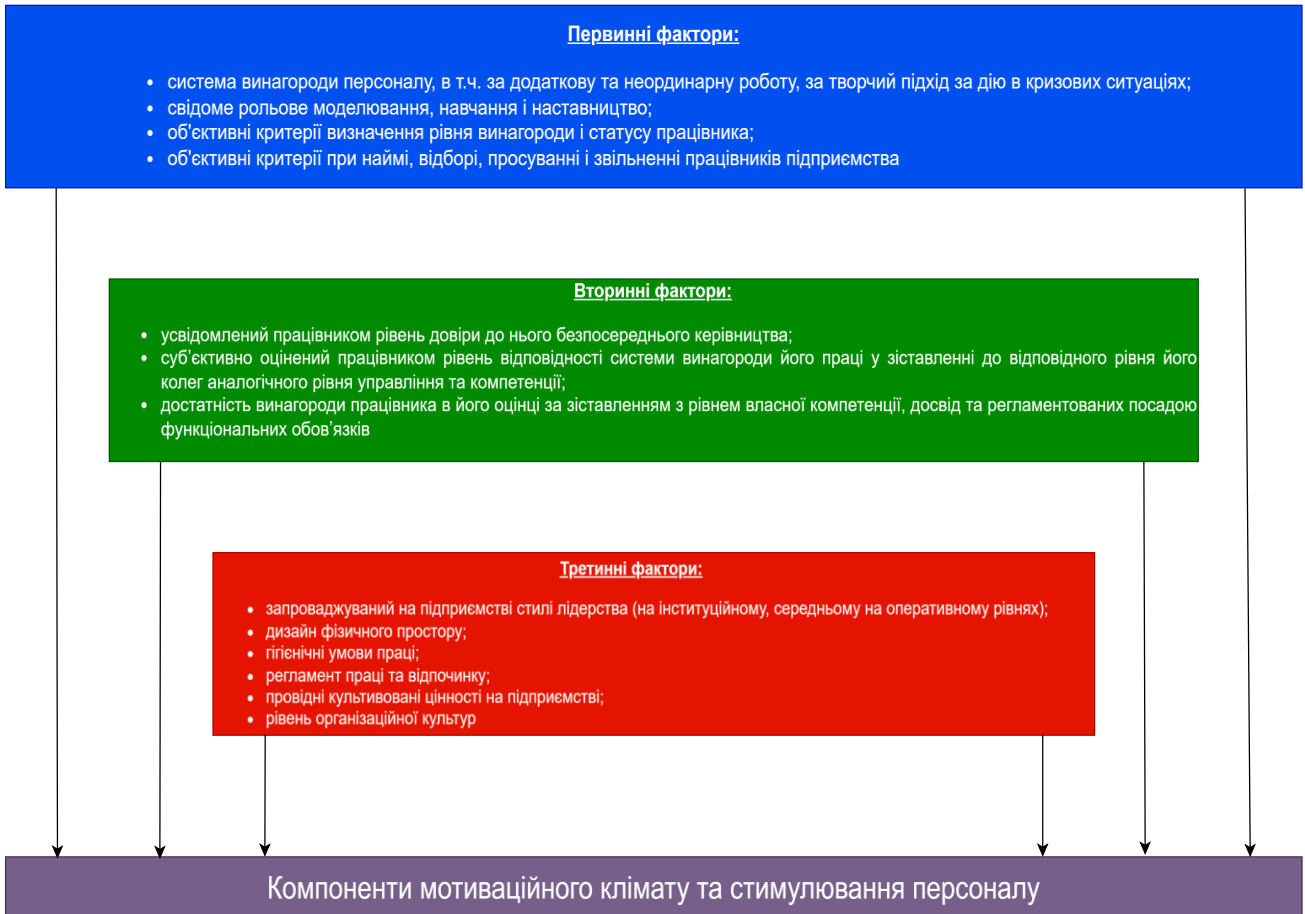 Первинні фактори:
• система винагороди персоналу, в т.ч. за додаткову та неординарну роботу, за творчий підхід за дію в кризових ситуаціях;
• свідоме рольове моделювання, навчання і наставництво;
• об'єктивні критерії визначення рівня винагороди і статусу працівника;
• об'єктивні критерії при наймі, відборі, просуванні і звільненні працівників підприємства
Вторинні фактори:
• усвідомлений працівником рівень довіри до нього безпосереднього керівництва;
• суб’єктивно оцінений працівником рівень відповідності системи винагороди його праці у зіставленні до відповідного рівня його
колег аналогічного рівня управління та компетенції;
• достатність винагороди працівника в його оцінці за зіставленням з рівнем власної компетенції, досвід та регламентованих посадою
функціональних обов’язків
Третинні фактори:
• запроваджуваний на підприємстві стилі лідерства (на інституційному, середньому на оперативному рівнях);
• дизайн фізичного простору;
• гігієнічні умови праці;
• регламент праці та відпочинку;
• провідні культивовані цінності на підприємстві;
• рівень організаційної культур
Компоненти мотиваційного клімату та стимулювання персоналу